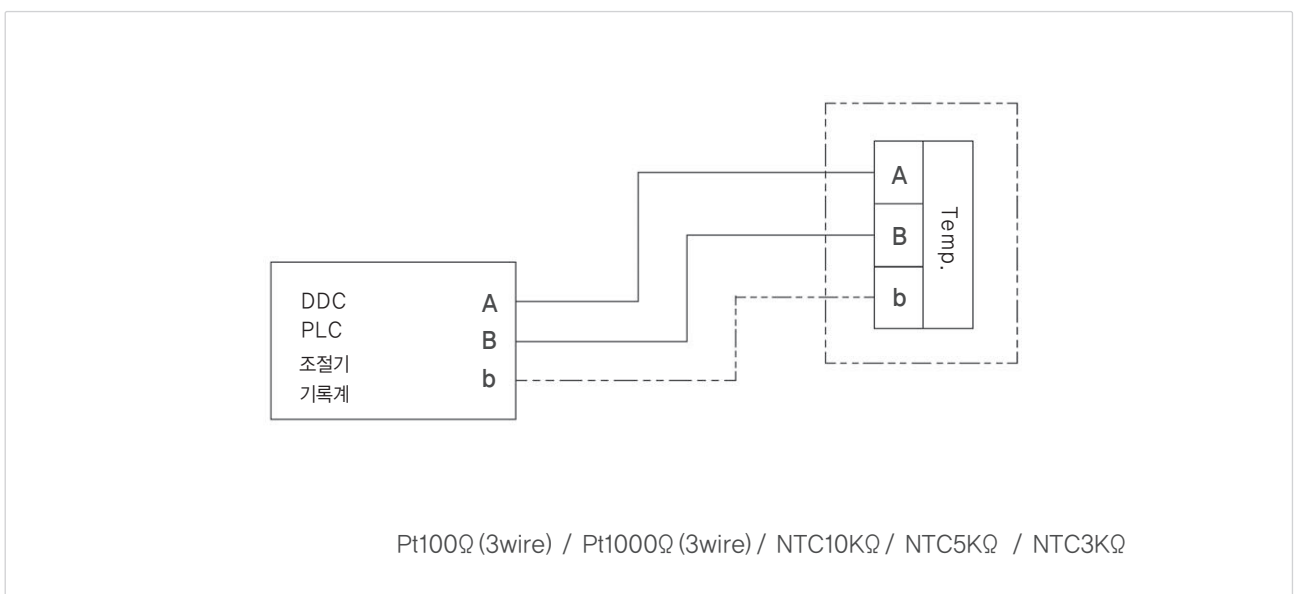 A
B
b
Temp.
DDC
PLC
조절기
기록계
A
B
b
Pt100Ω (3wire) / Pt1000Ω (3wire) / NTC10KΩ / NTC5KΩ / NTC3KΩ